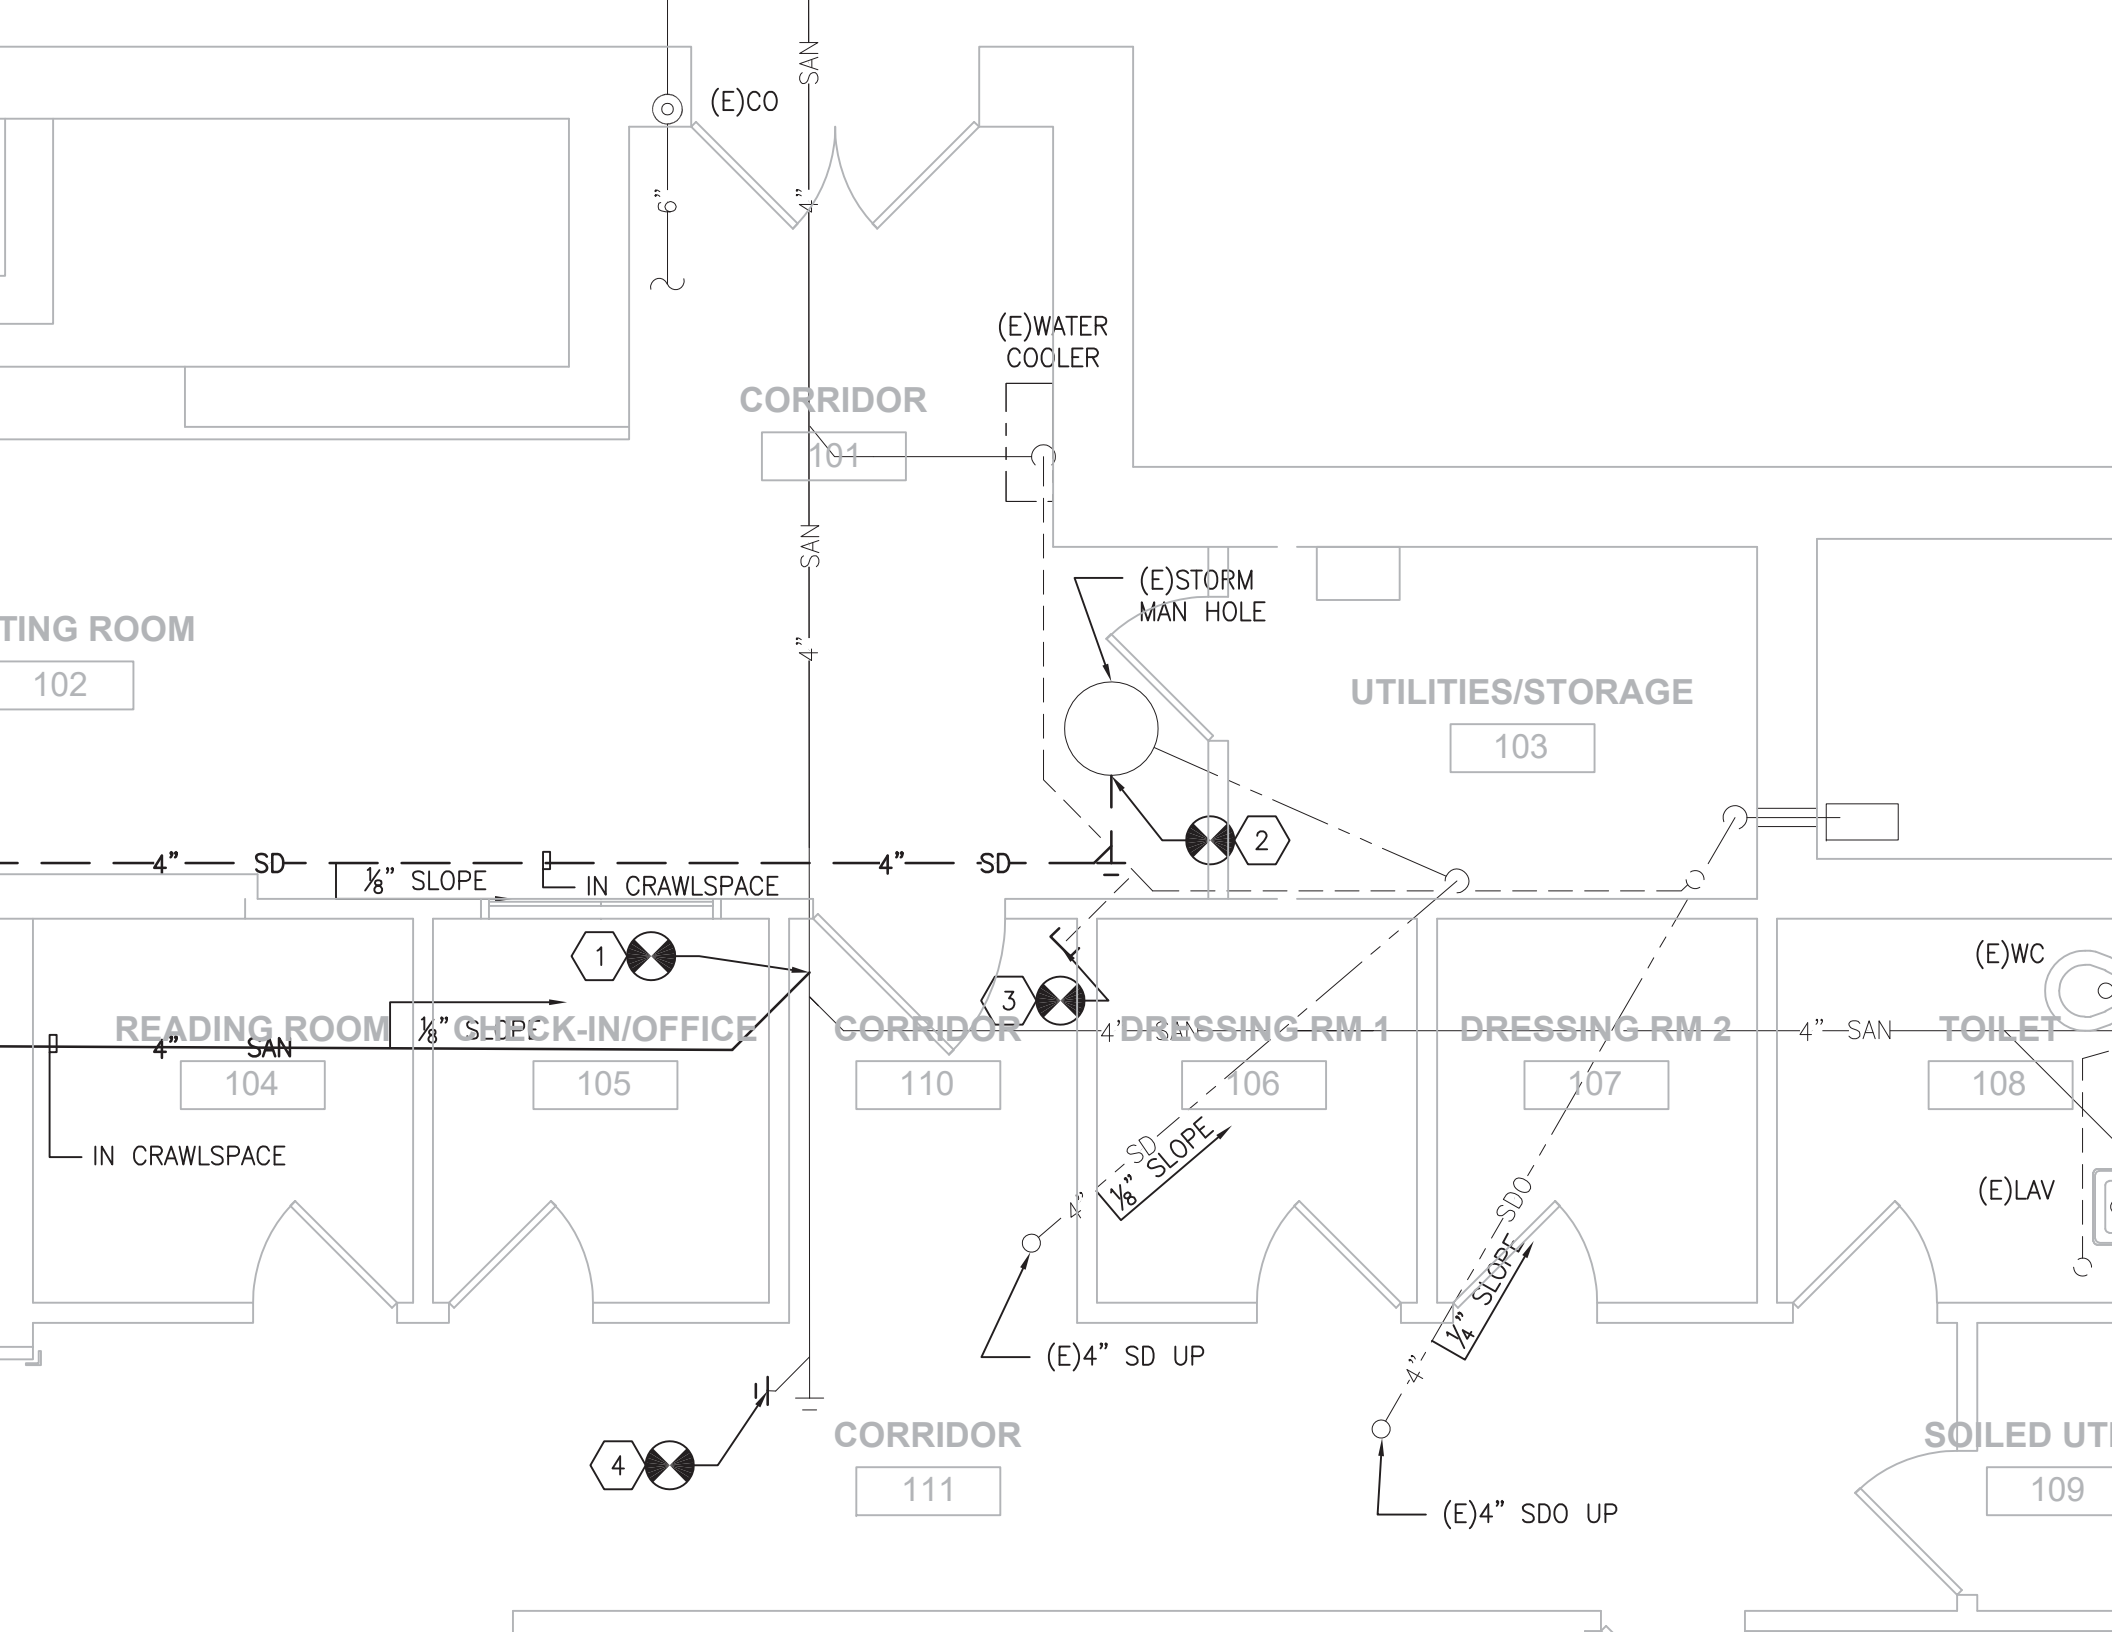 SAN
(E)CO
6"
4"
(E)WATER
COOLER
CORRIDOR
101
SAN
(E)STORM
MAN HOLE
4"
TING ROOM
102
UTILITIES/STORAGE
103
2
4" SD
4" SD
⅛" SLOPE
IN CRAWLSPACE
1
3
(E)WC
READING ROOM
104
4" SAN
⅛" SLOPE
CHECK-IN/OFFICE
105
CORRIDOR
110
4" SAN
DRESSING RM 1
106
DRESSING RM 2
107
4" SAN
TOILET
108
IN CRAWLSPACE
4" SD
⅛" SLOPE
(E)LAV
4" SDO
¼" SLOPE
(E)4" SD UP
4
CORRIDOR
111
SOILED UTI
109
(E)4" SDO UP